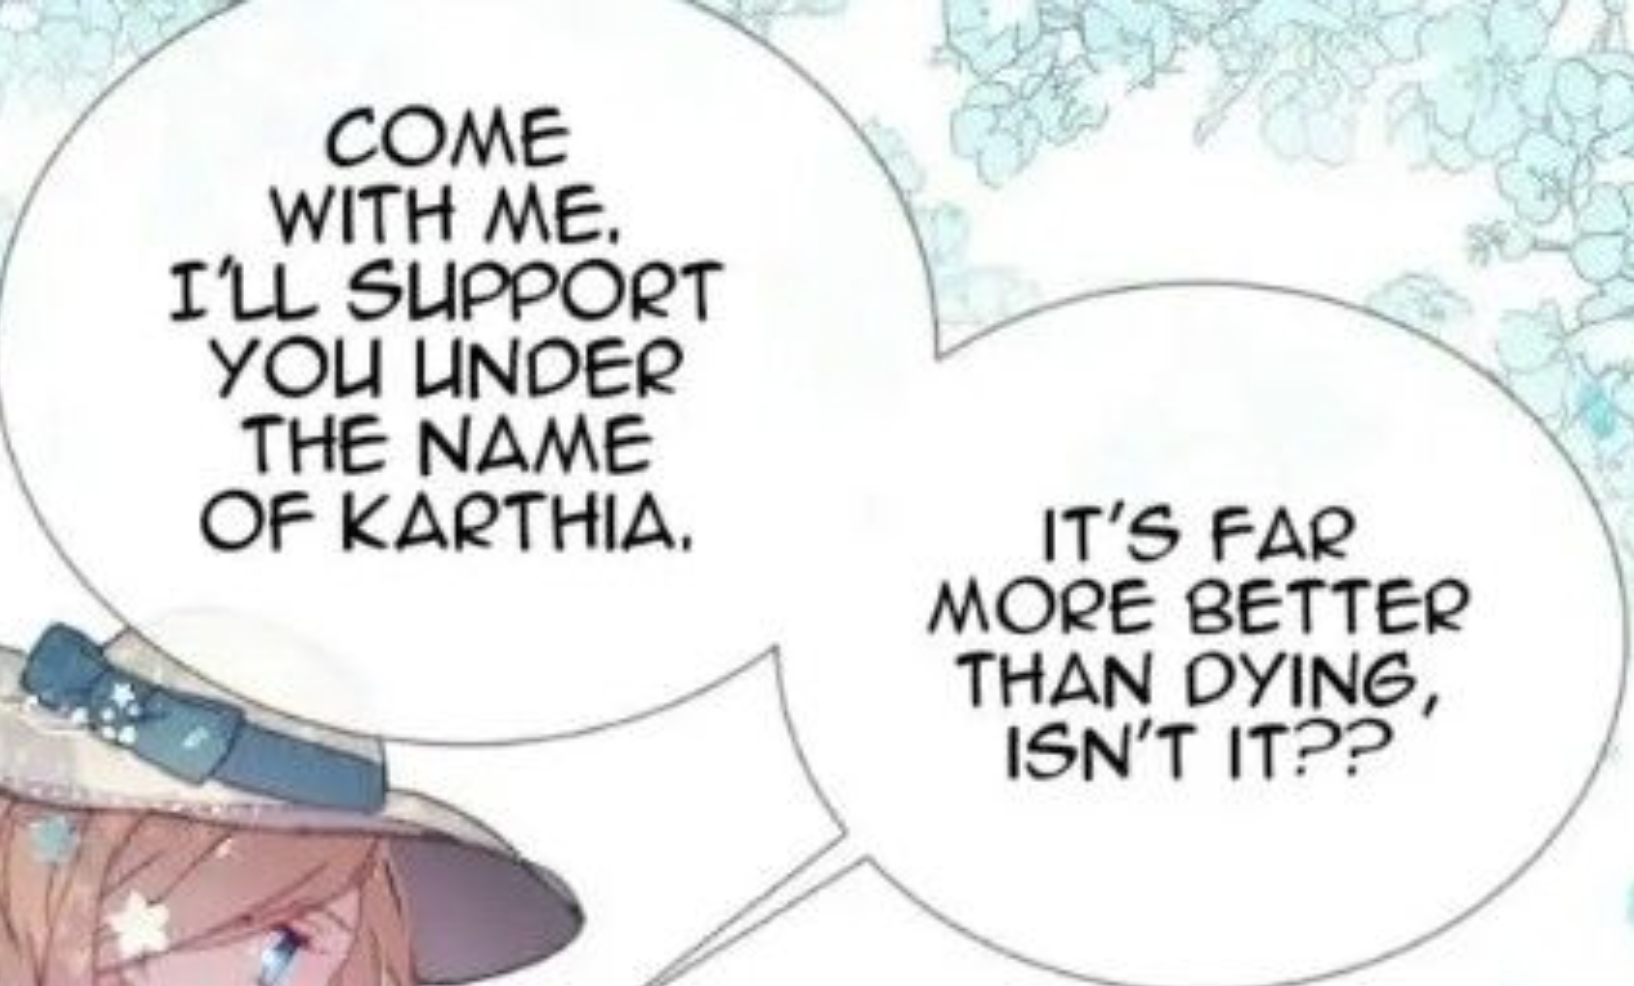 COME
WITH ME.
I'LL SUPPORT
YOU UNDER
THE NAME
OF KARTHIA.
IT'S FAR
MORE BETTER
THAN DYING,
ISN'T IT??